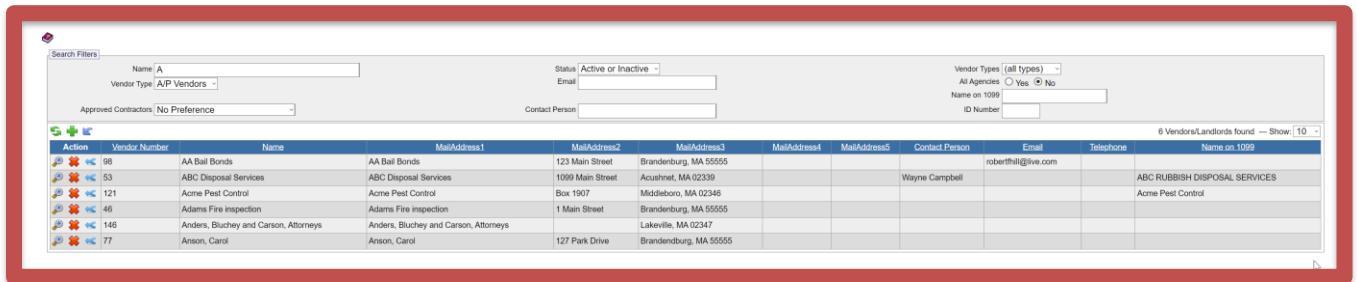 Search Filters
Name A Status Active or Inactive Vendor Types (all types)
Vendor Type A/P Vendors Email All Agencies Yes No
Name on 1099
Approved Contractors No Preference Contact Person ID Number
6 Vendors/Landlords found — Show: 10
Action Vendor Number Name MailAddress1 MailAddress2 MailAddress3 MailAddress4 MailAddress5 Contact Person Email Telephone Name on 1099
98 AA Bail Bonds AA Bail Bonds 123 Main Street Brandenburg, MA 55555 robertfhill@live.com
53 ABC Disposal Services ABC Disposal Services 1099 Main Street Acushnet, MA 02339 Wayne Campbell ABC RUBBISH DISPOSAL SERVICES
121 Acme Pest Control Acme Pest Control Box 1907 Middleboro, MA 02346 Acme Pest Control
46 Adams Fire inspection Adams Fire inspection 1 Main Street Brandenburg, MA 55555
146 Anders, Bluchey and Carson, Attorneys Anders, Bluchey and Carson, Attorneys Lakeville, MA 02347
77 Anson, Carol Anson, Carol 127 Park Drive Brandendburg, MA 55555